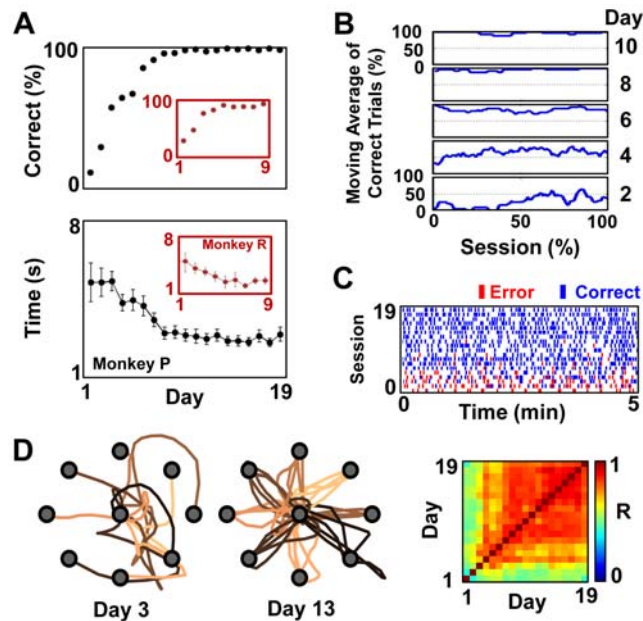 A
100
Correct (%)
0
100
0
1
9
8
Time (s)
1
8
Monkey R
1
1
9
Monkey P
1
Day
19
B
Day
Moving Average of
Correct Trials (%)
100
50
0
10
8
6
4
100
50
0
2
0
50
100
Session (%)
C
Error
Correct
19
Session
0
0
Time (min)
5
D
Day 3
Day 13
19
Day
1
1
Day
19
1
R
0